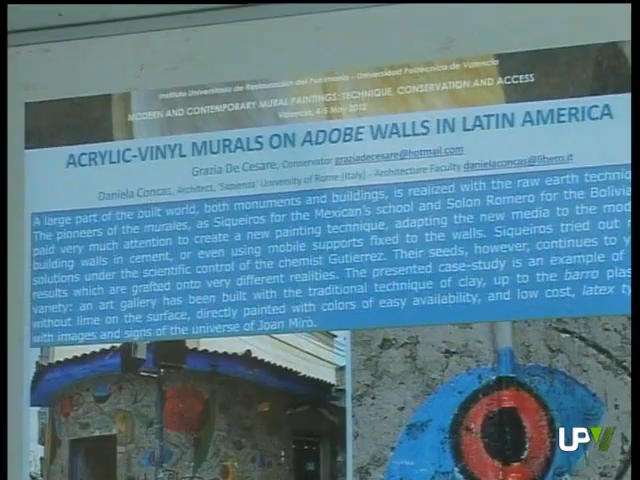 Instituto Universitario de Restauración del Patrimonio - Universidad Politécnica de Valencia
MODERN AND CONTEMPORARY MURAL PAINTINGS: TECHNIQUE, CONSERVATION AND ACCESS
Valencia, 4-5 May 2012
ACRYLIC-VINYL MURALS ON ADOBE WALLS IN LATIN AMERICA
Grazia De Cesare, Conservator graziadecesare@hotmail.com
Daniela Concas, Architect, 'Sapienza' University of Rome (Italy) - Architecture Faculty danielaconcas@libero.it
A large part of the built world, both monuments and buildings, is realized with the raw earth techniq
The pioneers of the murales, as Siqueiros for the Mexican's school and Solon Romero for the Bolivia
paid very much attention to create a new painting technique, adapting the new media to the mod
building walls in cement, or even using mobile supports fixed to the walls. Siqueiros tried out
solutions under the scientific control of the chemist Gutierrez. Their seeds, however, continues to y
results which are grafted onto very different realities. The presented case-study is an example of
variety: an art gallery has been built with the traditional technique of clay, up to the barro plas
without lime on the surface, directly painted with colors of easy availability, and low cost, latex ty
with images and signs of the universe of Joan Mirò.
UPV